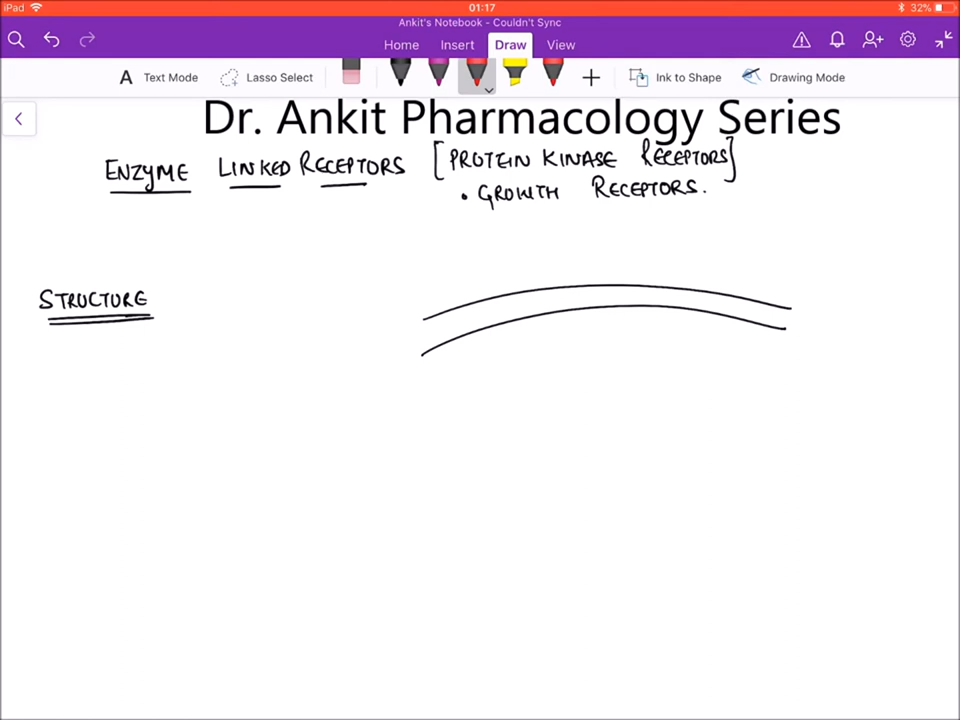 iPad 01:17 32%
Ankit's Notebook - Couldn't Sync
Home Insert Draw View
A Text Mode Lasso Select Ink to Shape Drawing Mode
Dr. Ankit Pharmacology Series
ENZYME LINKED RECEPTORS [PROTEIN KINASE RECEPTORS]
• GROWTH RECEPTORS.
STRUCTURE